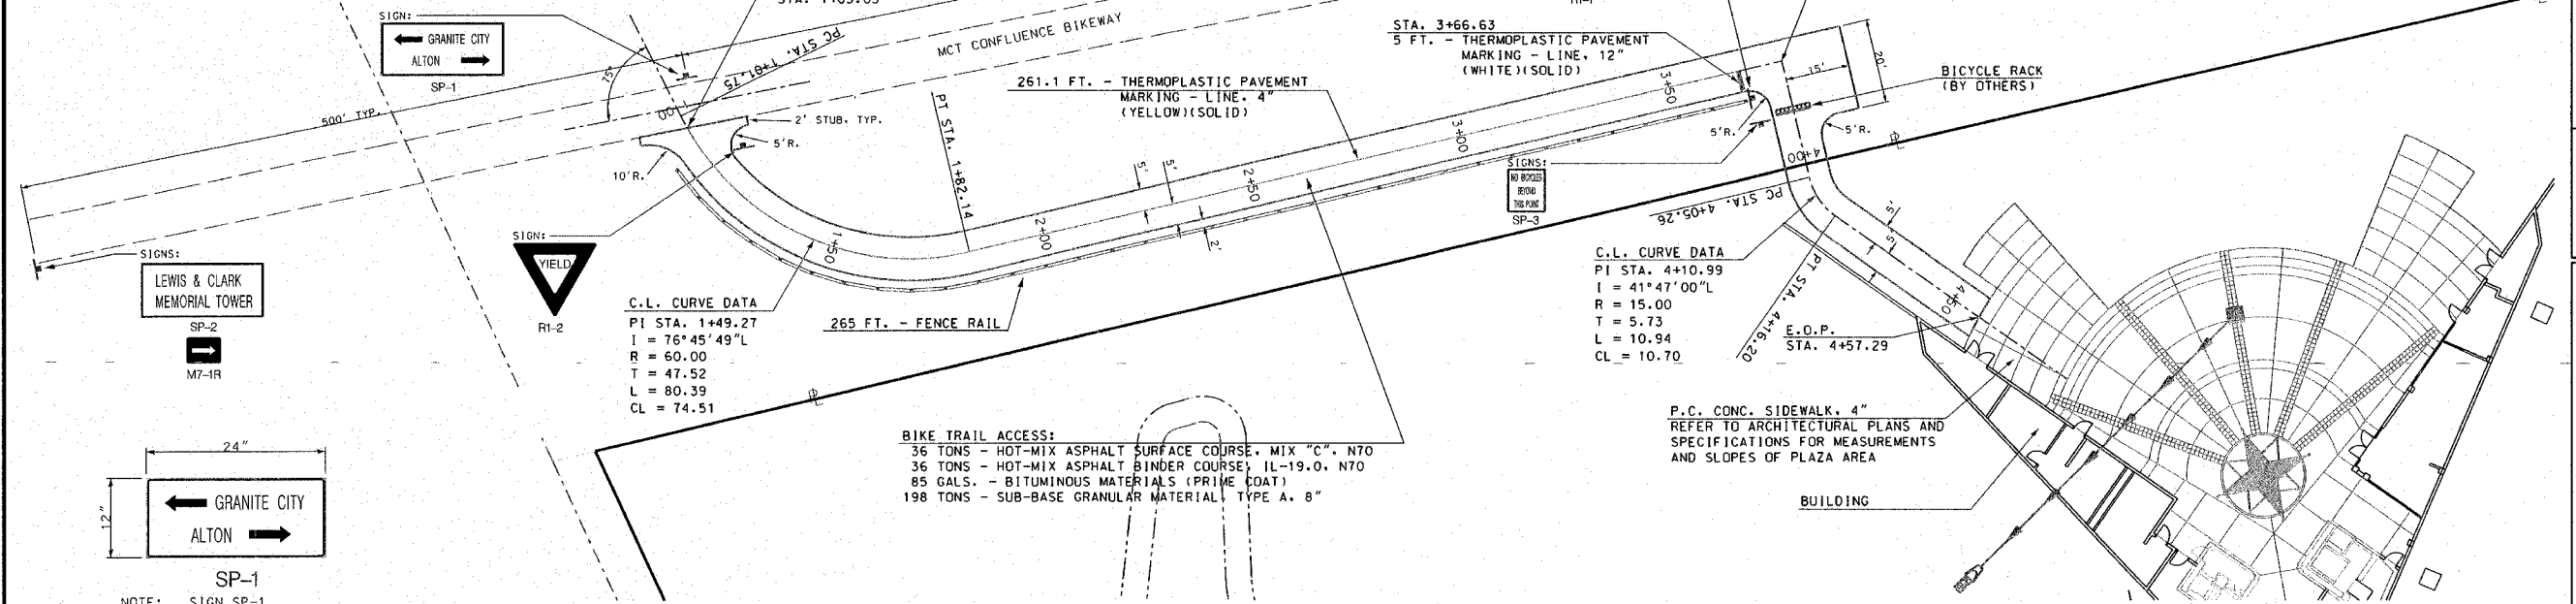 SIGN:
← GRANITE CITY
ALTON →
SP-1
500' TYP.
75'
PC STA. 1+01.75
MCT CONFLUENCE BIKEWAY
2' STUB, TYP.
5'R.
10'R.
SIGN:
YIELD
R1-2
SIGNS:
LEWIS & CLARK
MEMORIAL TOWER
SP-2
M7-1R
PT STA. 1+82.14
1+50
2+00
2+50
3+00
3+50
4+00
4+50
5'
5'
2'
261.1 FT. - THERMOPLASTIC PAVEMENT
MARKING - LINE, 4"
(YELLOW)(SOLID)
STA. 3+66.63
5 FT. - THERMOPLASTIC PAVEMENT
MARKING - LINE, 12"
(WHITE)(SOLID)
15'
20'
BICYCLE RACK
(BY OTHERS)
5'R.
5'R.
SIGNS:
NO BICYCLES
BEYOND
THIS POINT
SP-3
PC STA. 4+05.26
5'
5'
PT STA. 4+16.20
C.L. CURVE DATA
PI STA. 1+49.27
I = 76°45'49"L
R = 60.00
T = 47.52
L = 80.39
CL = 74.51
265 FT. - FENCE RAIL
C.L. CURVE DATA
PI STA. 4+10.99
I = 41°47'00"L
R = 15.00
T = 5.73
L = 10.94
CL = 10.70
E.O.P.
STA. 4+57.29
BIKE TRAIL ACCESS:
36 TONS - HOT-MIX ASPHALT SURFACE COURSE, MIX "C", N70
36 TONS - HOT-MIX ASPHALT BINDER COURSE, IL-19.0, N70
85 GALS. - BITUMINOUS MATERIALS (PRIME COAT)
198 TONS - SUB-BASE GRANULAR MATERIAL, TYPE A, 8"
P.C. CONC. SIDEWALK, 4"
REFER TO ARCHITECTURAL PLANS AND
SPECIFICATIONS FOR MEASUREMENTS
AND SLOPES OF PLAZA AREA
BUILDING
24"
12"
← GRANITE CITY
ALTON →
SP-1
NOTE: SIGN SP-1